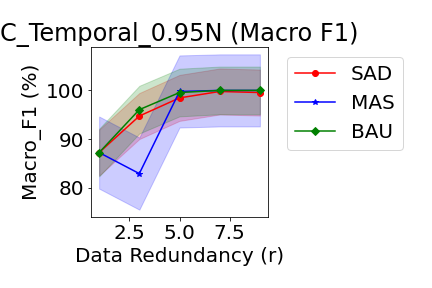 C_Temporal_0.95N (Macro F1)
SAD
MAS
BAU
Macro_F1 (%)
100
90
80
2.5 5.0 7.5
Data Redundancy (r)